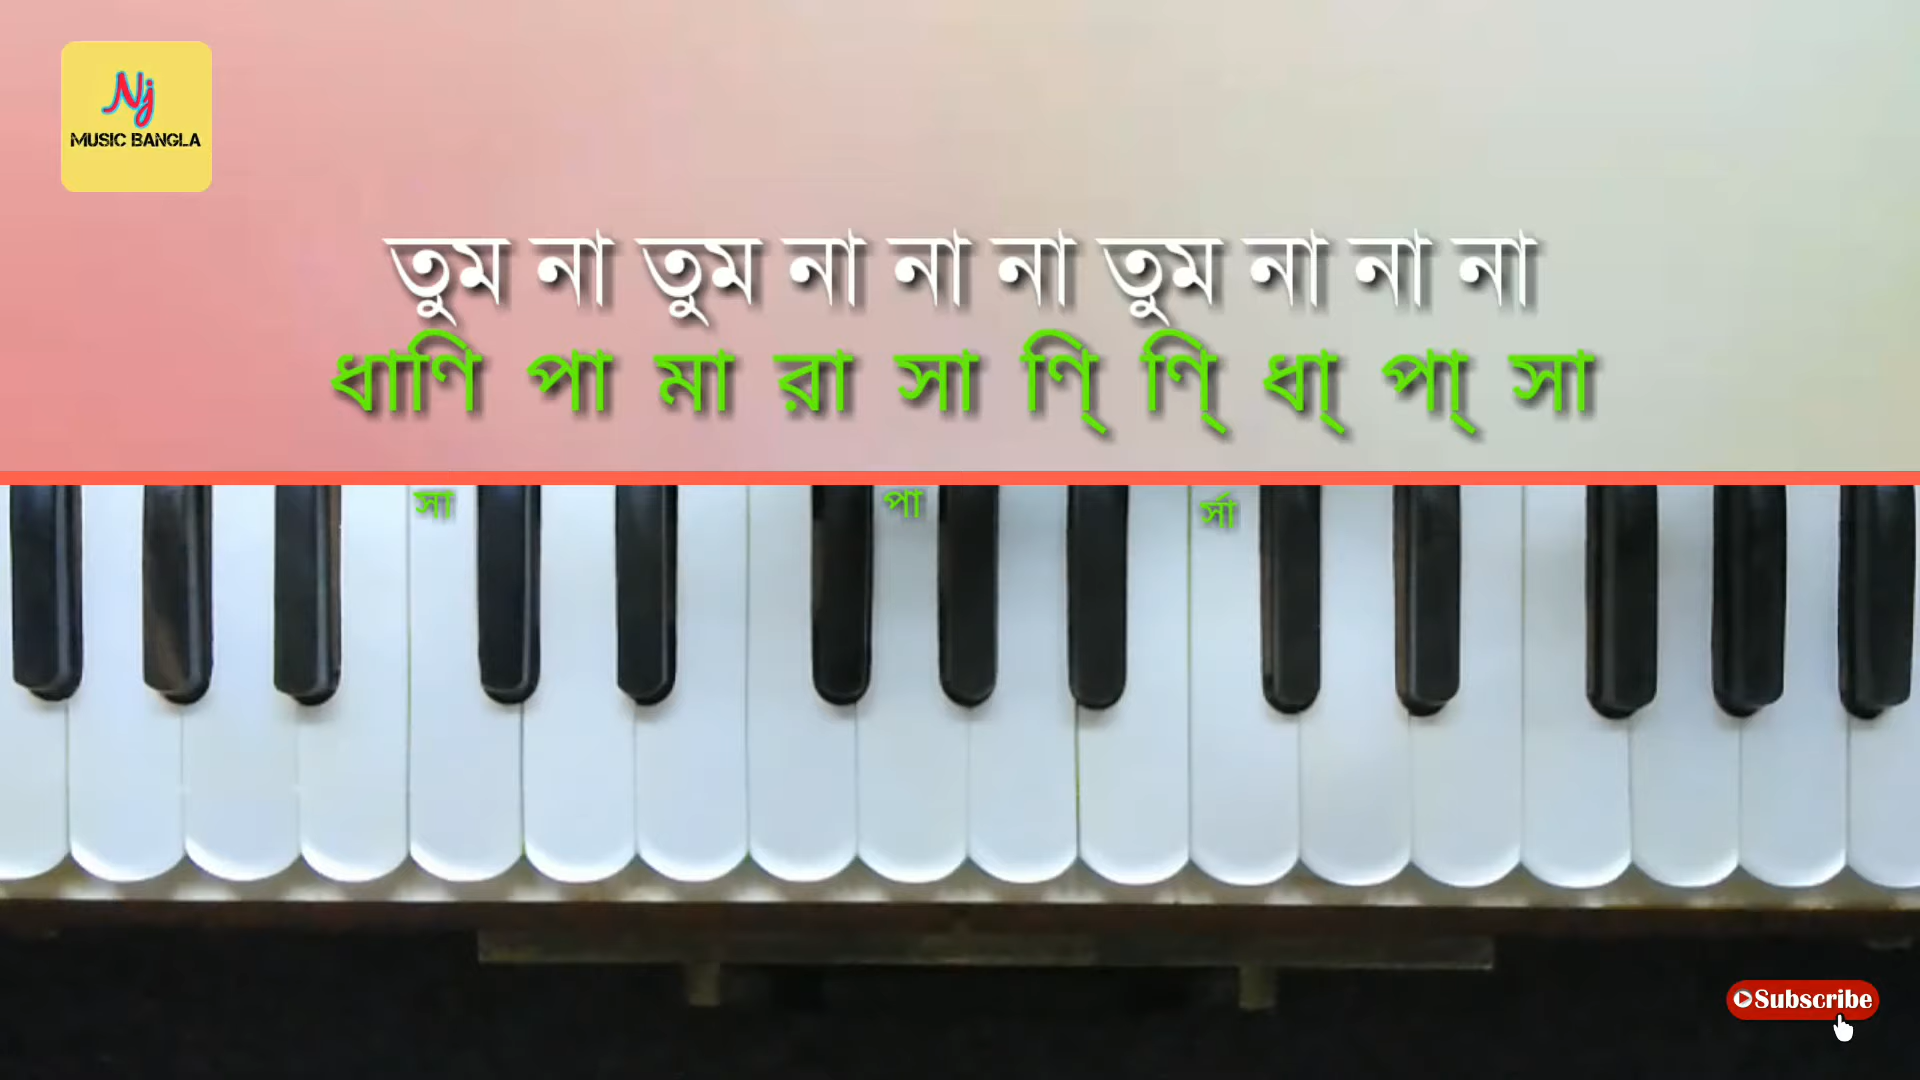 Nj
MUSIC BANGLA
তুম না তুম না না না তুম না না না
ধাণি পা মা রা সা ণি্ ণি্ ধা্ পা্ সা
সা পা র্সা
Subscribe